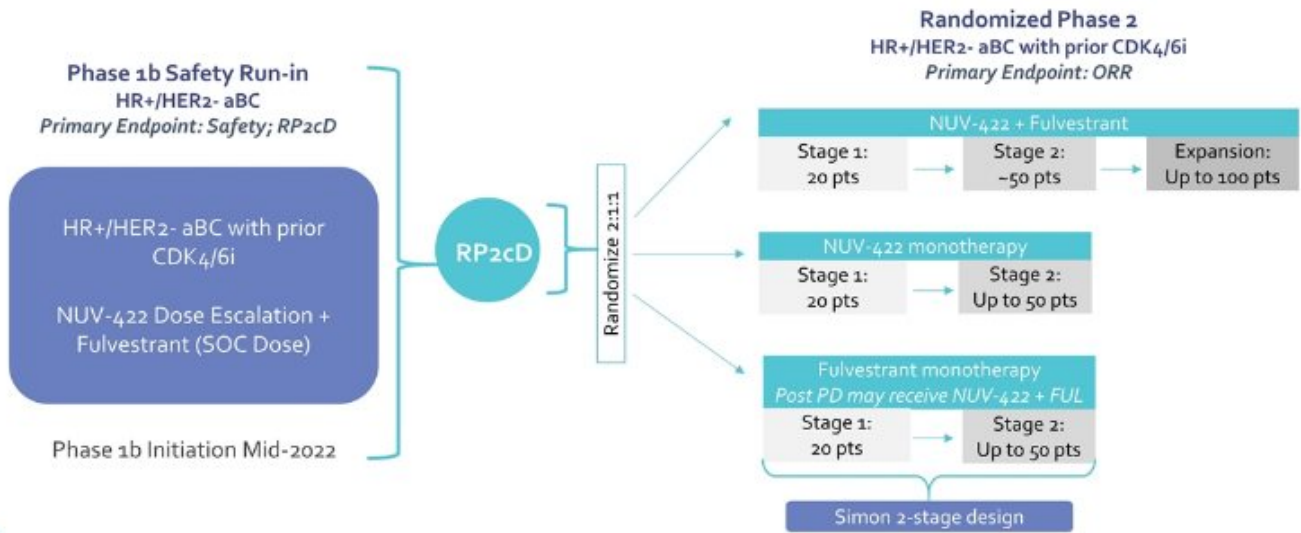 Phase 1b Safety Run-in
HR+/HER2- aBC
Primary Endpoint: Safety; RP2cD
HR+/HER2- aBC with prior
CDK4/6i
NUV-422 Dose Escalation +
Fulvestrant (SOC Dose)
Phase 1b Initiation Mid-2022
RP2cD
Randomize 2:1:1
Randomized Phase 2
HR+/HER2- aBC with prior CDK4/6i
Primary Endpoint: ORR
NUV-422 + Fulvestrant
Stage 1:
20 pts
Stage 2:
~50 pts
Expansion:
Up to 100 pts
NUV-422 monotherapy
Stage 1:
20 pts
Stage 2:
Up to 50 pts
Fulvestrant monotherapy
Post PD may receive NUV-422 + FUL
Stage 1:
20 pts
Stage 2:
Up to 50 pts
Simon 2-stage design